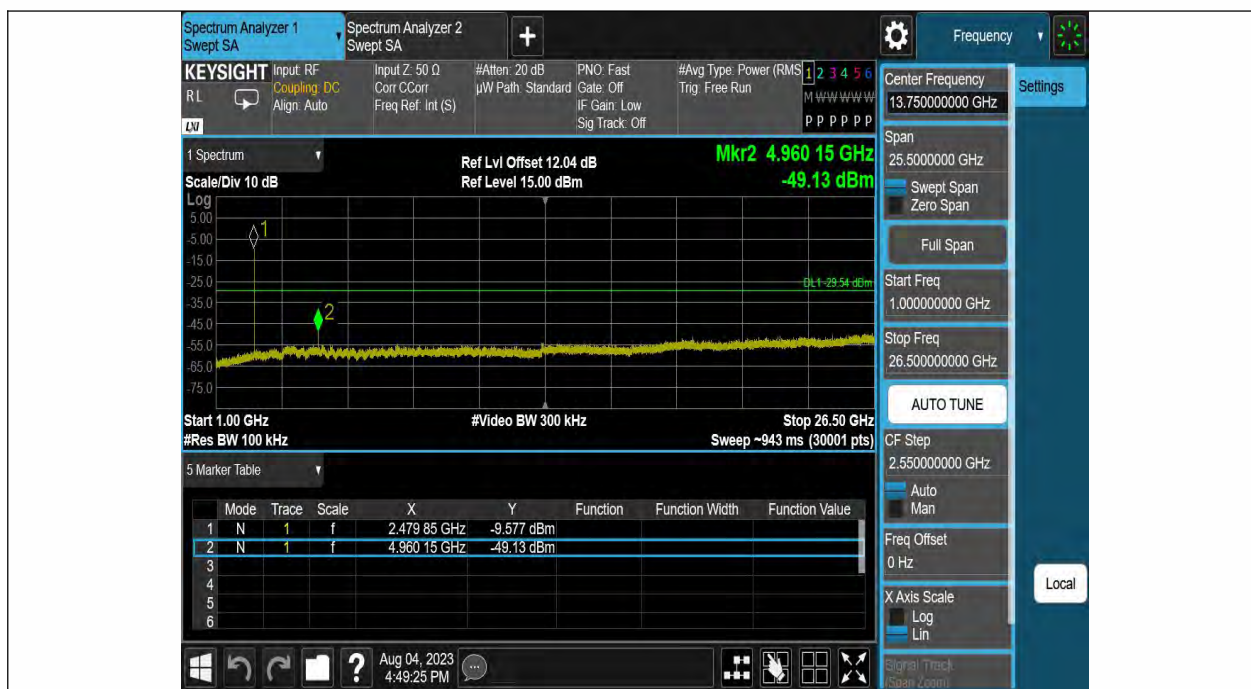 Spectrum Analyzer 1
Swept SA
Spectrum Analyzer 2
Swept SA
+
Frequency
KEYSIGHT
RL
LXI
Input: RF
Coupling: DC
Align: Auto
Input Z: 50 Ω
Corr CCorr
Freq Ref: Int (S)
#Atten: 20 dB
µW Path: Standard
PNO: Fast
Gate: Off
IF Gain: Low
Sig Track: Off
#Avg Type: Power (RMS
Trig: Free Run
1 2 3 4 5 6
M W W W W W
P P P P P P
1 Spectrum
Scale/Div 10 dB
Log
Ref Lvl Offset 12.04 dB
Ref Level 15.00 dBm
Mkr2 4.960 15 GHz
-49.13 dBm
5.00
-5.00
-15.0
-25.0
-35.0
-45.0
-55.0
-65.0
-75.0
1
2
DL1 -29.54 dBm
Start 1.00 GHz
#Res BW 100 kHz
#Video BW 300 kHz
Stop 26.50 GHz
Sweep ~943 ms (30001 pts)
5 Marker Table
Mode Trace Scale X Y Function Function Width Function Value
1 N 1 f 2.479 85 GHz -9.577 dBm
2 N 1 f 4.960 15 GHz -49.13 dBm
3
4
5
6
?
Aug 04, 2023
4:49:25 PM
Center Frequency
13.750000000 GHz
Settings
Span
25.5000000 GHz
Swept Span
Zero Span
Full Span
Start Freq
1.000000000 GHz
Stop Freq
26.500000000 GHz
AUTO TUNE
CF Step
2.550000000 GHz
Auto
Man
Freq Offset
0 Hz
X Axis Scale
Log
Lin
Signal Track
(Span Zoom)
Local